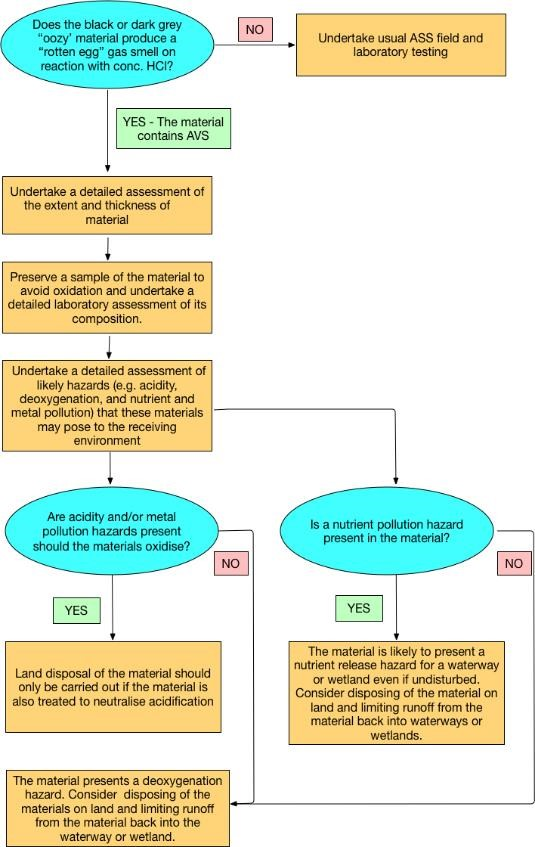 Does the black or dark grey
“oozy’ material produce a
“rotten egg” gas smell on
reaction with conc. HCl?
NO
Undertake usual ASS field and
laboratory testing
YES - The material
contains AVS
Undertake a detailed assessment of
the extent and thickness of
material
Preserve a sample of the material to
avoid oxidation and undertake a
detailed laboratory assessment of its
composition.
Undertake a detailed assessment of
likely hazards (e.g. acidity,
deoxygenation, and nutrient and
metal pollution) that these materials
may pose to the receiving
environment
Are acidity and/or metal
pollution hazards present
should the materials oxidise?
NO
YES
Land disposal of the material should
only be carried out if the material is
also treated to neutralise acidification
Is a nutrient pollution hazard
present in the material?
NO
YES
The material is likely to present a
nutrient release hazard for a waterway
or wetland even if undisturbed.
Consider disposing of the material on
land and limiting runoff from the
material back into waterways or
wetlands.
The material presents a deoxygenation
hazard. Consider  disposing of the
materials on land and limiting runoff
from the material back into the
waterway or wetland.